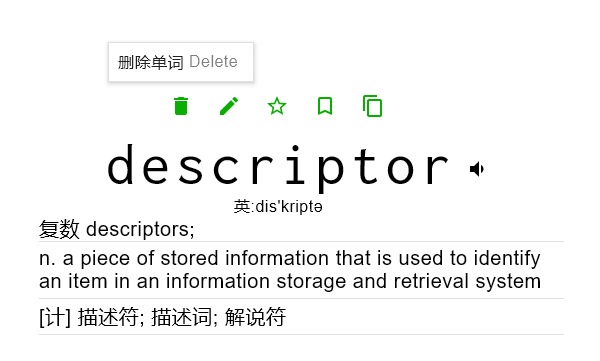 删除单词 Delete
descriptor
英:dis'kriptə
复数 descriptors;
n. a piece of stored information that is used to identify
an item in an information storage and retrieval system
[计] 描述符; 描述词; 解说符